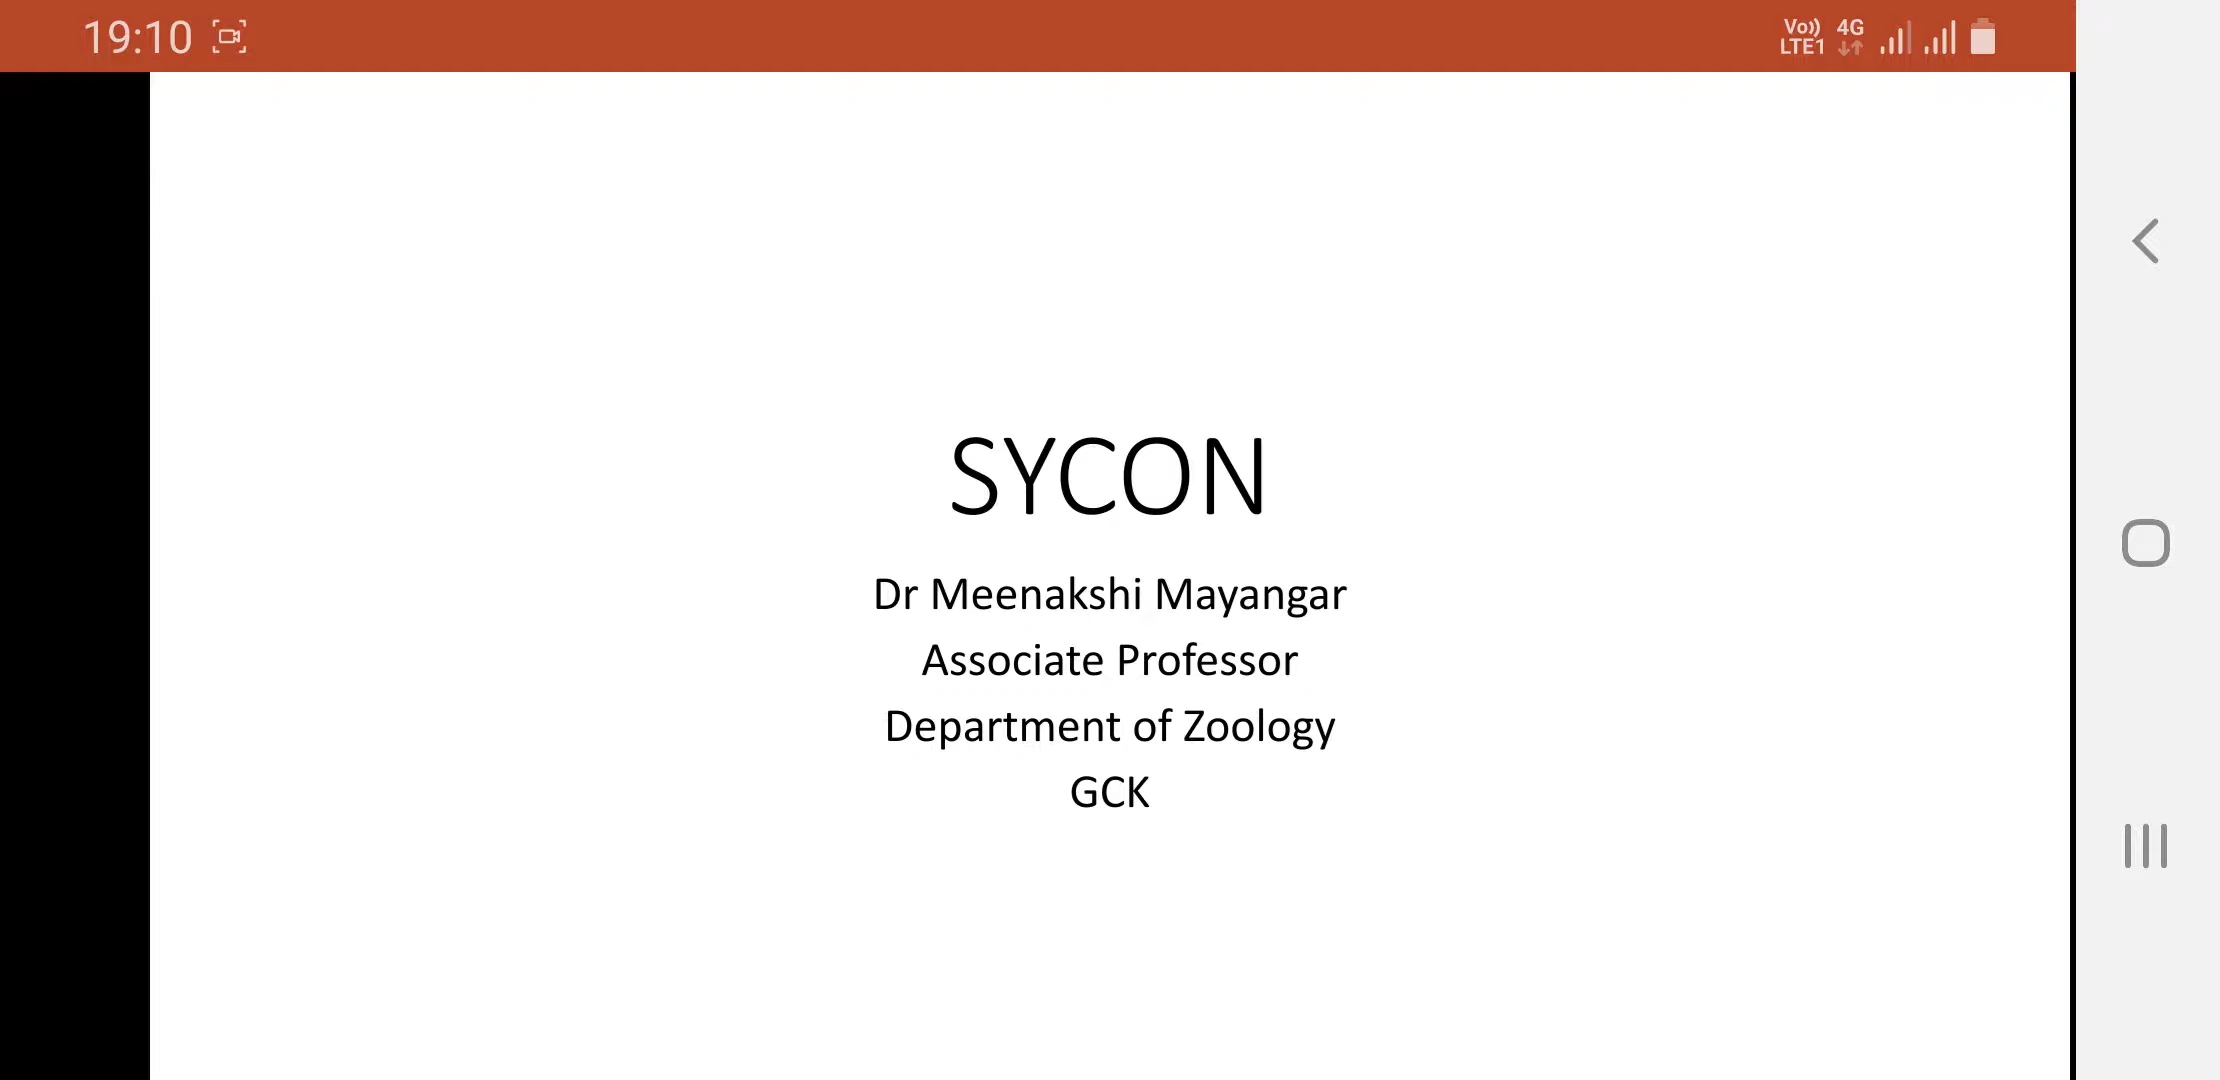 19:10
Vo)) 4G
LTE1
SYCON
Dr Meenakshi Mayangar
Associate Professor
Department of Zoology
GCK